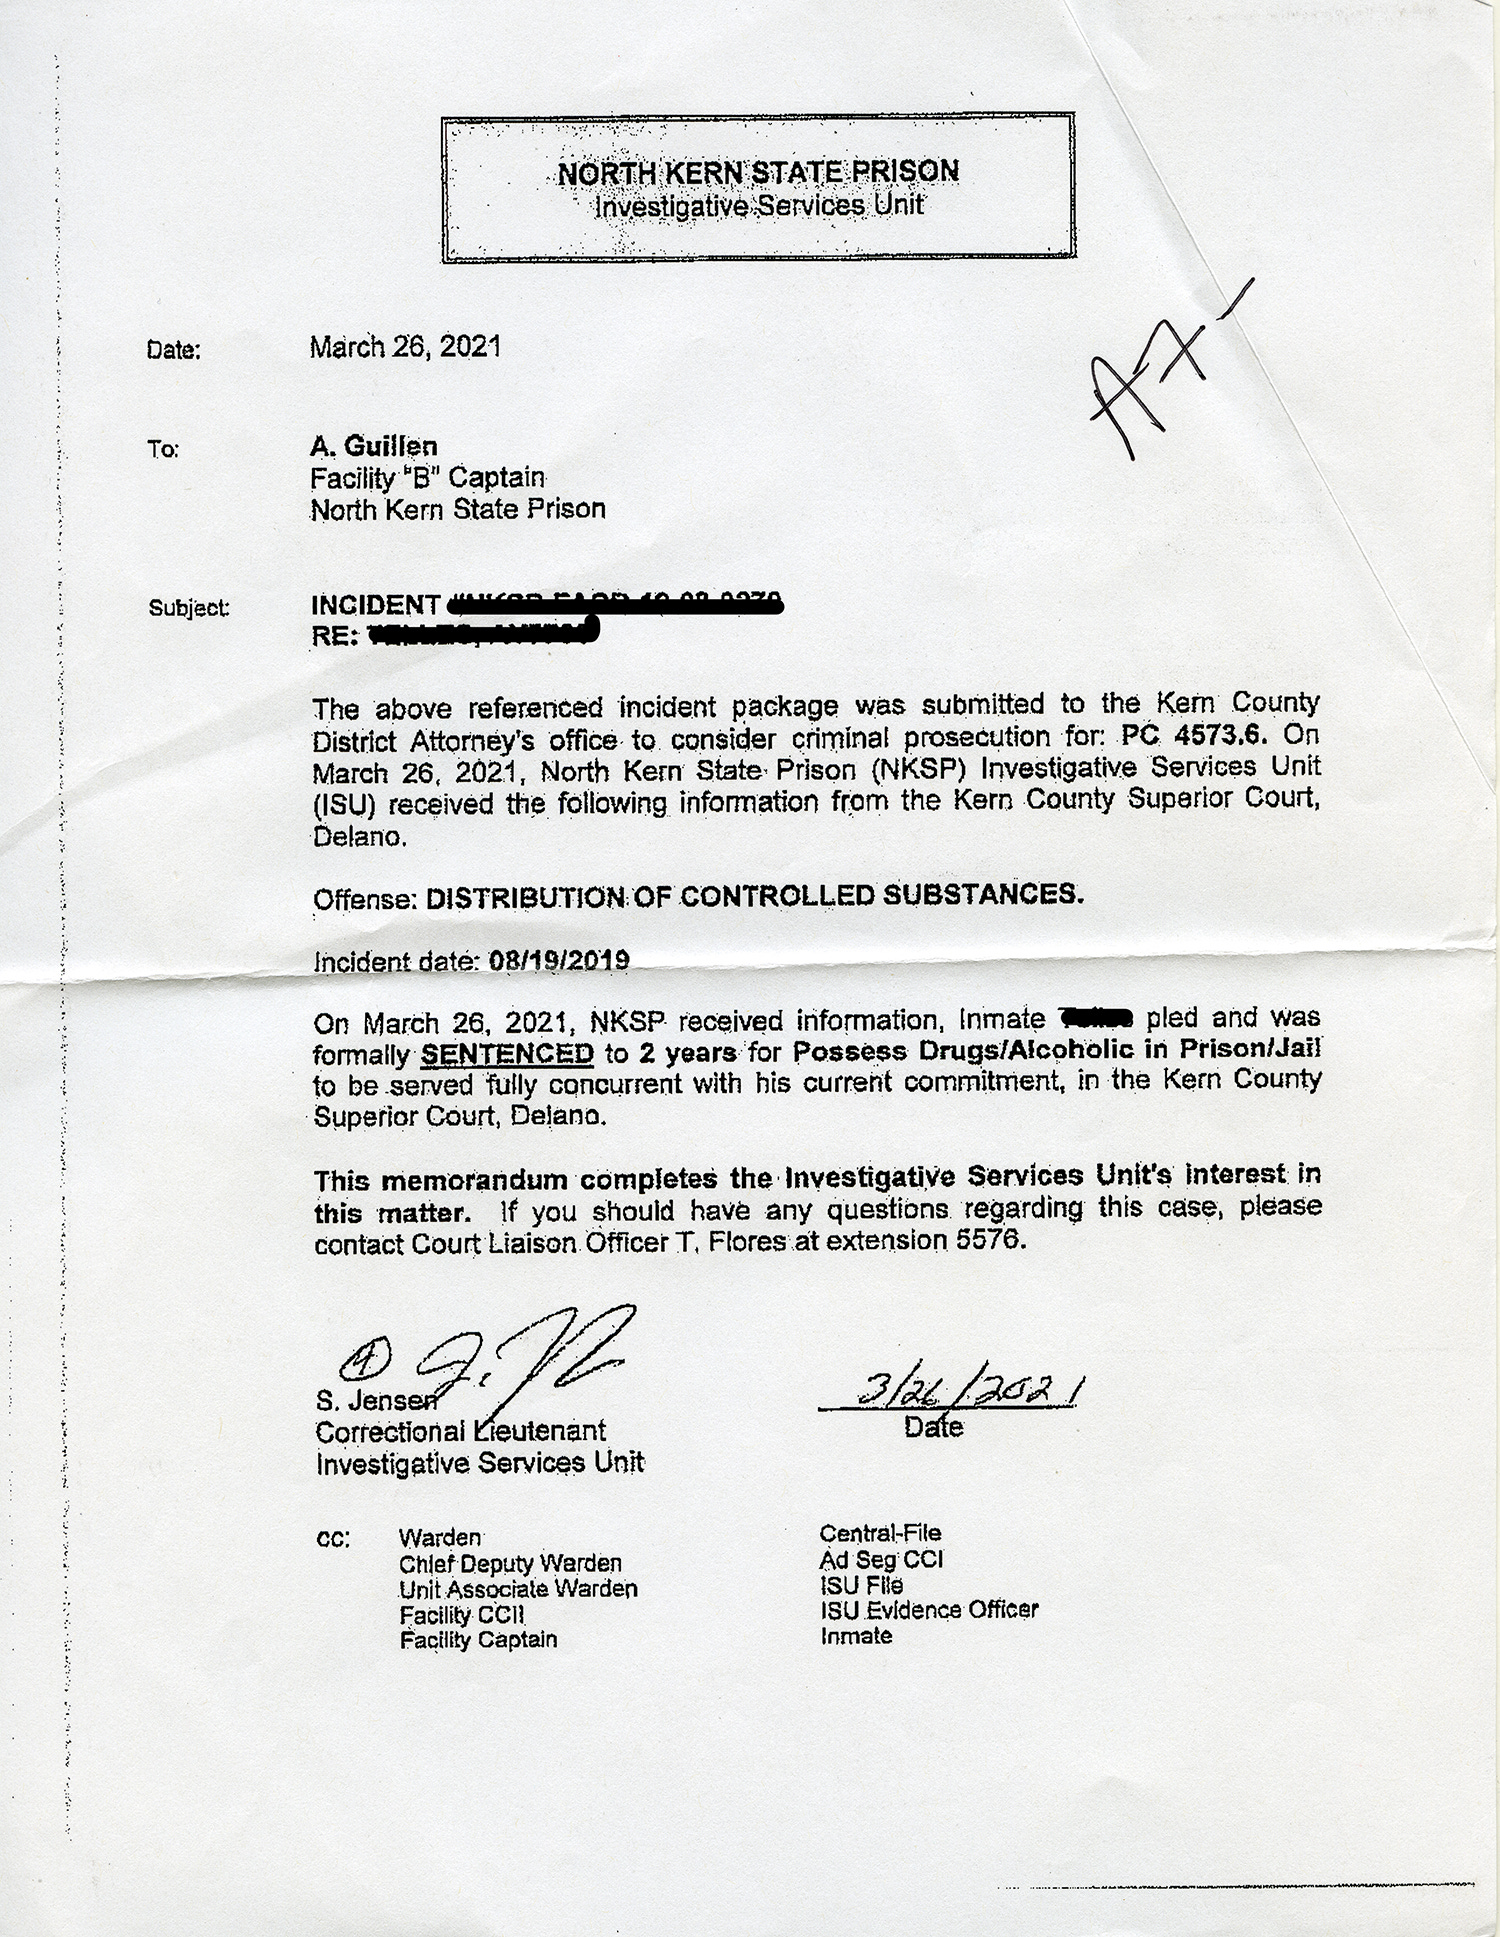 NORTH KERN STATE PRISON
Investigative Services Unit
Date: March 26, 2021
To: A. Guillen
Facility "B" Captain
North Kern State Prison
Subject: INCIDENT
RE:
The above referenced incident package was submitted to the Kern County
District Attorney's office to consider criminal prosecution for: PC 4573.6. On
March 26, 2021, North Kern State Prison (NKSP) Investigative Services Unit
(ISU) received the following information from the Kern County Superior Court,
Delano.
Offense: DISTRIBUTION OF CONTROLLED SUBSTANCES.
Incident date: 08/19/2019
On March 26, 2021, NKSP received information, Inmate pled and was
formally SENTENCED to 2 years for Possess Drugs/Alcoholic in Prison/Jail
to be served fully concurrent with his current commitment, in the Kern County
Superior Court, Delano.
This memorandum completes the Investigative Services Unit's interest in
this matter. If you should have any questions regarding this case, please
contact Court Liaison Officer T. Flores at extension 5576.
3/26/2021
S. Jensen
Correctional Lieutenant
Date
Investigative Services Unit
cc: Warden
Chief Deputy Warden
Unit Associate Warden
Facility CCII
Facility Captain
Central-File
Ad Seg CCI
ISU File
ISU Evidence Officer
Inmate